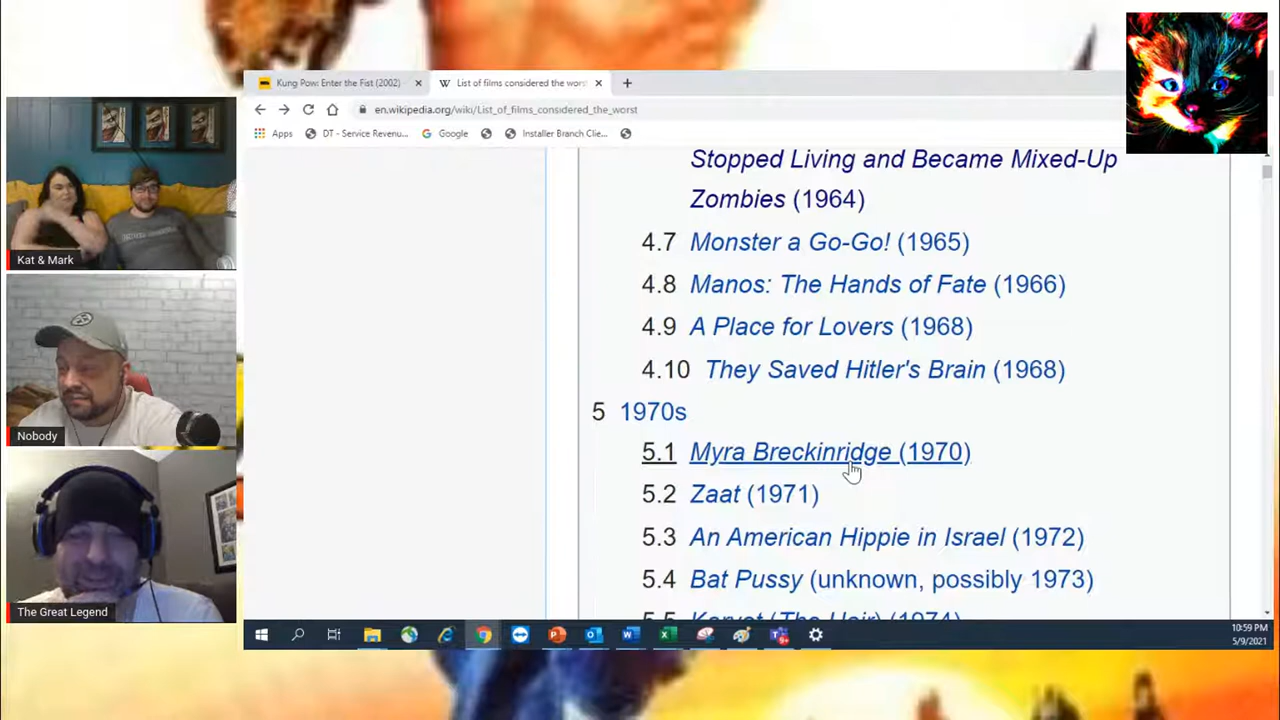 Kung Pow: Enter the Fist (2002)
List of films considered the wors
en.wikipedia.org/wiki/List_of_films_considered_the_worst
Apps
DT - Service Revenu...
Google
Installer Branch Clie...
Stopped Living and Became Mixed-Up
Zombies (1964)
4.7 Monster a Go-Go! (1965)
4.8 Manos: The Hands of Fate (1966)
4.9 A Place for Lovers (1968)
4.10 They Saved Hitler's Brain (1968)
5 1970s
5.1 Myra Breckinridge (1970)
5.2 Zaat (1971)
5.3 An American Hippie in Israel (1972)
5.4 Bat Pussy (unknown, possibly 1973)
Kat & Mark
Nobody
The Great Legend
10:59 PM
5/9/2021